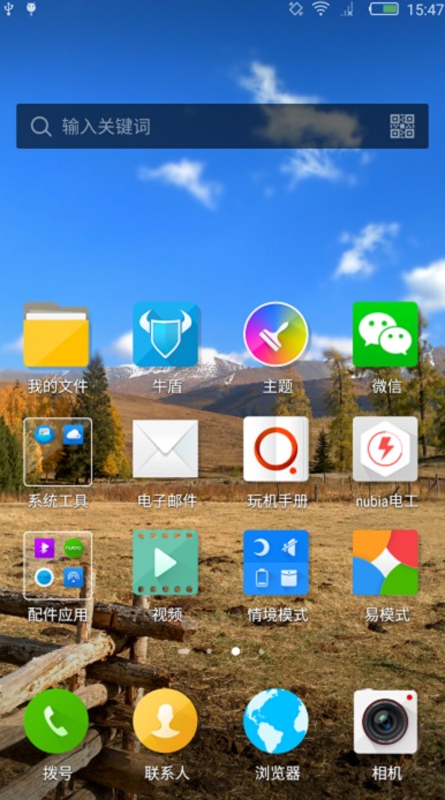 15:47
输入关键词
我的文件 牛盾 主题 微信
系统工具 电子邮件 玩机手册 nubia电工
配件应用 视频 情境模式 易模式
拨号 联系人 浏览器 相机